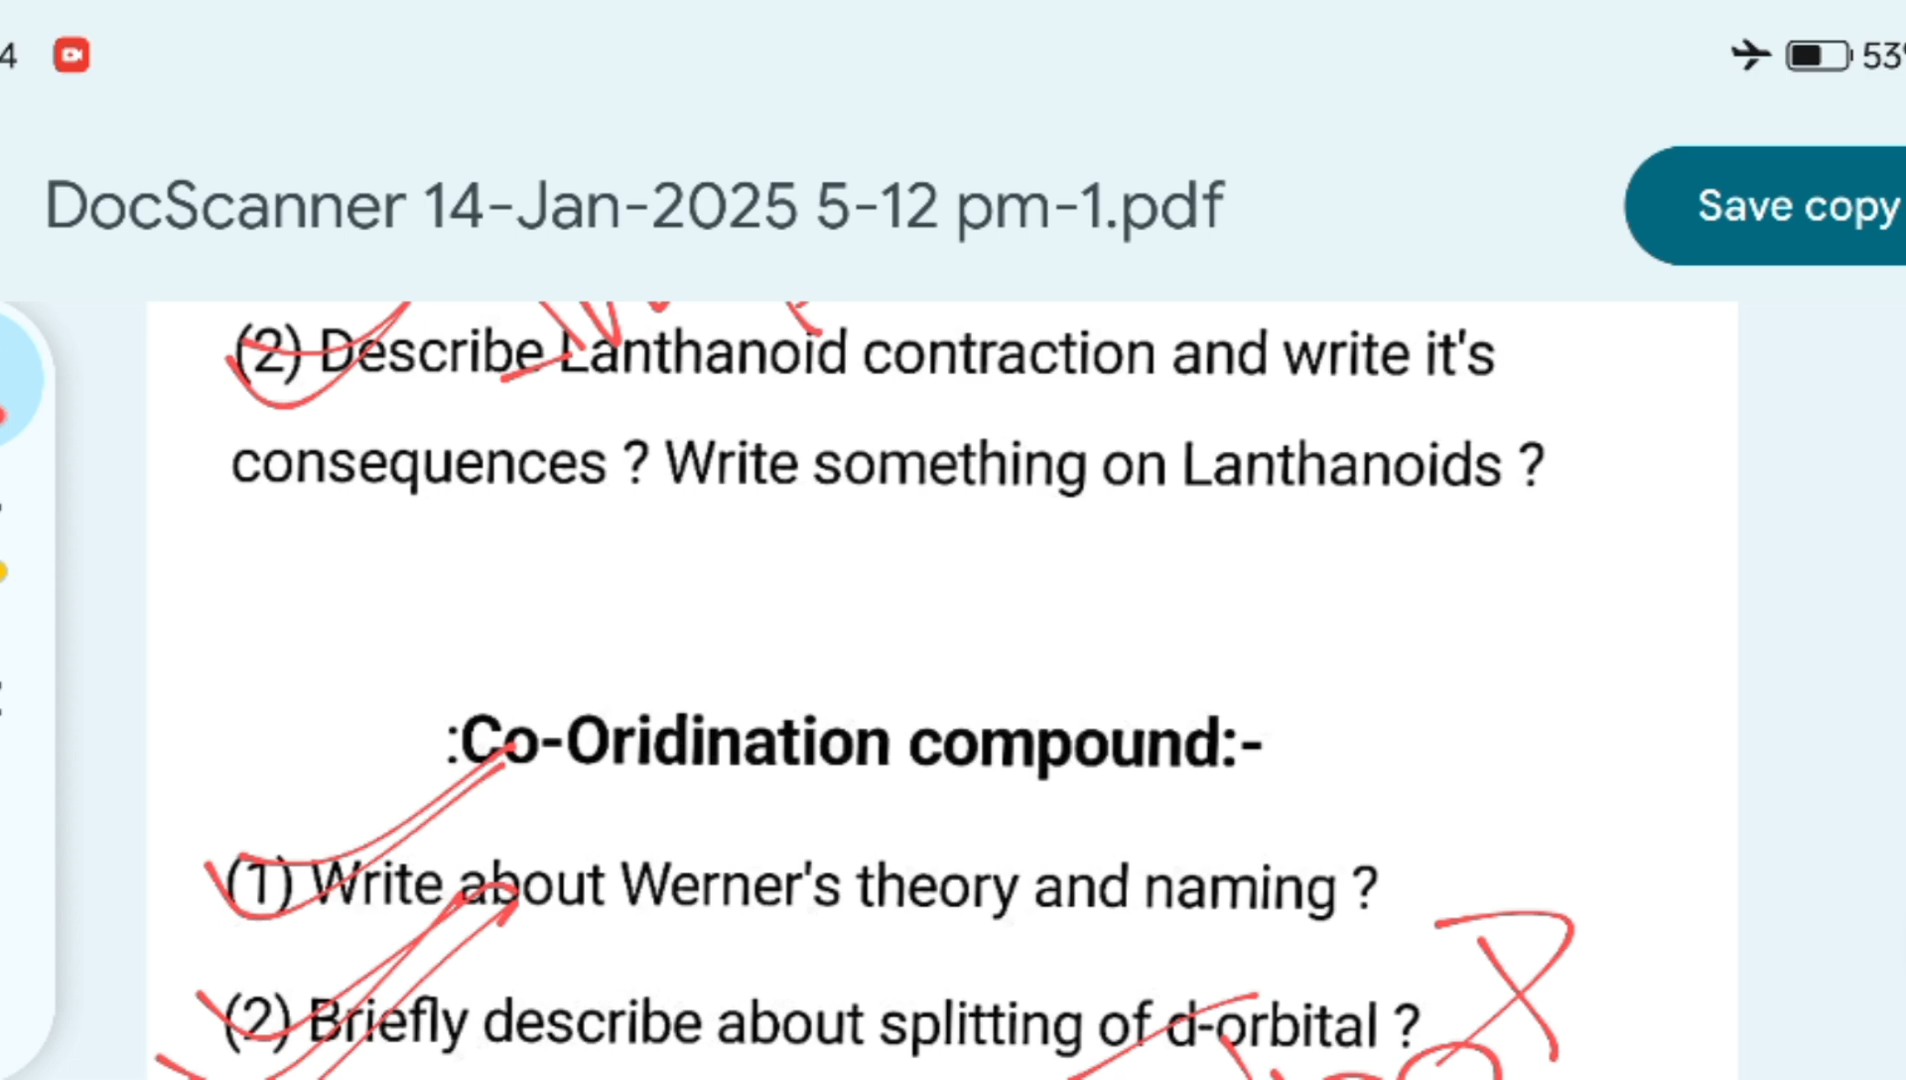 4
53
DocScanner 14-Jan-2025 5-12 pm-1.pdf
Save copy
(2) Describe Lanthanoid contraction and write it's
consequences ? Write something on Lanthanoids ?
:Co-Oridination compound:-
(1) Write about Werner's theory and naming ?
(2) Briefly describe about splitting of d-orbital ?